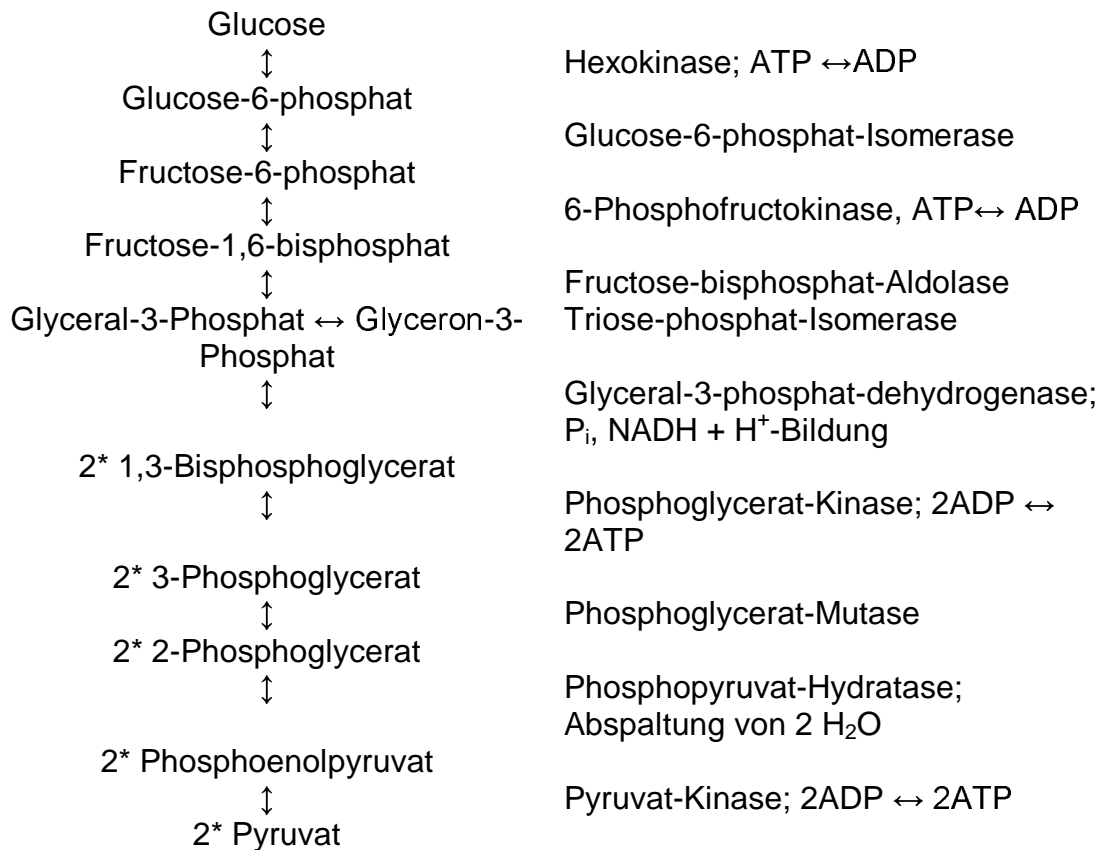 Glucose
↕
Hexokinase; ATP ↔ADP
Glucose-6-phosphat
↕
Glucose-6-phosphat-Isomerase
Fructose-6-phosphat
↕
6-Phosphofructokinase, ATP↔ ADP
Fructose-1,6-bisphosphat
↕
Fructose-bisphosphat-Aldolase
Glyceral-3-Phosphat ↔ Glyceron-3-
Phosphat
Triose-phosphat-Isomerase
↕
Glyceral-3-phosphat-dehydrogenase;
Pᵢ, NADH + H⁺-Bildung
2* 1,3-Bisphosphoglycerat
↕
Phosphoglycerat-Kinase; 2ADP ↔
2ATP
2* 3-Phosphoglycerat
↕
Phosphoglycerat-Mutase
2* 2-Phosphoglycerat
↕
Phosphopyruvat-Hydratase;
Abspaltung von 2 H₂O
2* Phosphoenolpyruvat
↕
Pyruvat-Kinase; 2ADP ↔ 2ATP
2* Pyruvat